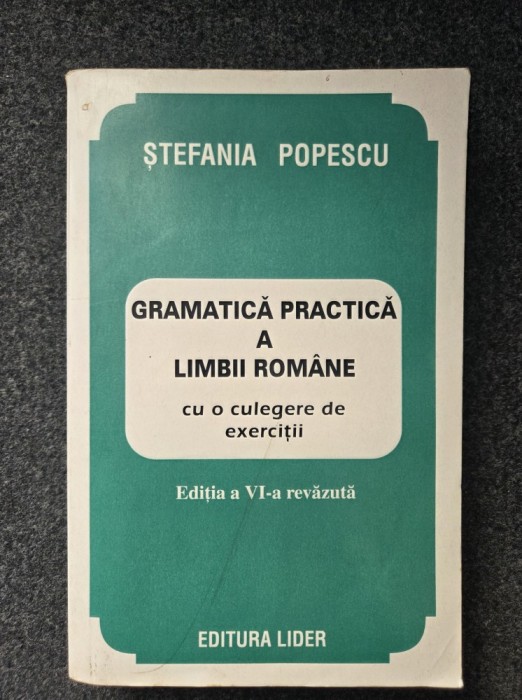 ŞTEFANIA POPESCU
GRAMATICĂ PRACTICĂ
A
LIMBII ROMÂNE
cu o culegere de
exerciţii
Ediţia a VI-a revăzută
EDITURA LIDER